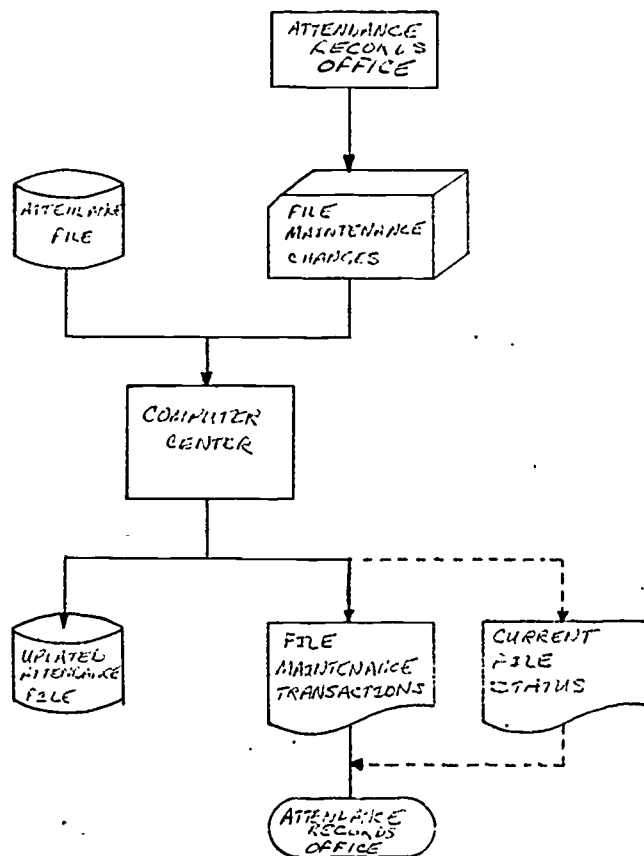 ATTENDANCE
RECORDS
OFFICE
ATTENDANCE
FILE
FILE
MAINTENANCE
CHANGES
COMPUTER
CENTER
UPDATED
ATTENDANCE
FILE
FILE
MAINTENANCE
TRANSACTIONS
CURRENT
FILE
STATUS
ATTENDANCE
RECORDS
OFFICE